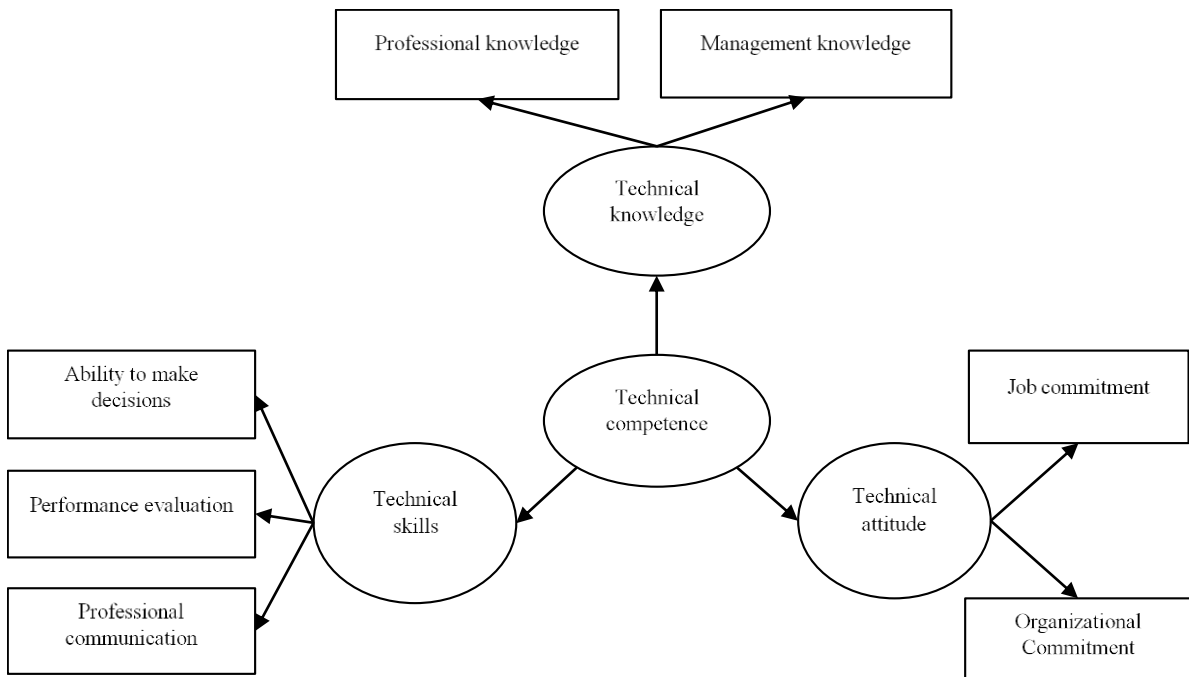 Professional knowledge
Management knowledge
Technical
knowledge
Ability to make
decisions
Technical
competence
Job commitment
Performance evaluation
Technical
skills
Technical
attitude
Professional
communication
Organizational
Commitment